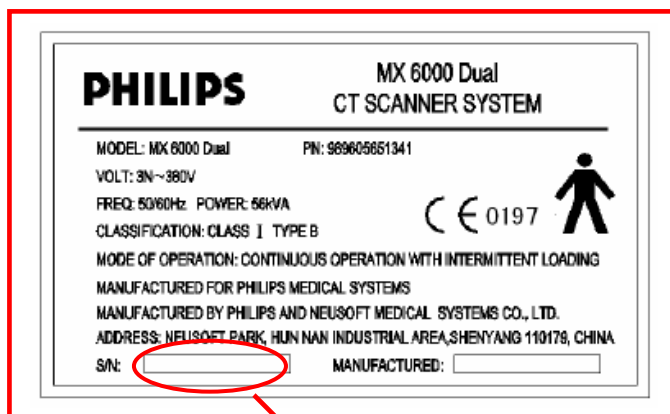 PHILIPS
MX 6000 Dual
CT SCANNER SYSTEM
MODEL: MX 6000 Dual PN: 989605651341
VOLT: 3N~380V
FREQ: 50/60Hz POWER: 56kVA
CLASSIFICATION: CLASS I TYPE B
CE 0197
MODE OF OPERATION: CONTINUOUS OPERATION WITH INTERMITTENT LOADING
MANUFACTURED FOR PHILIPS MEDICAL SYSTEMS
MANUFACTURED BY PHILIPS AND NEUSOFT MEDICAL SYSTEMS CO., LTD.
ADDRESS: NEUSOFT PARK, HUN NAN INDUSTRIAL AREA,SHENYANG 110179, CHINA
S/N: MANUFACTURED: